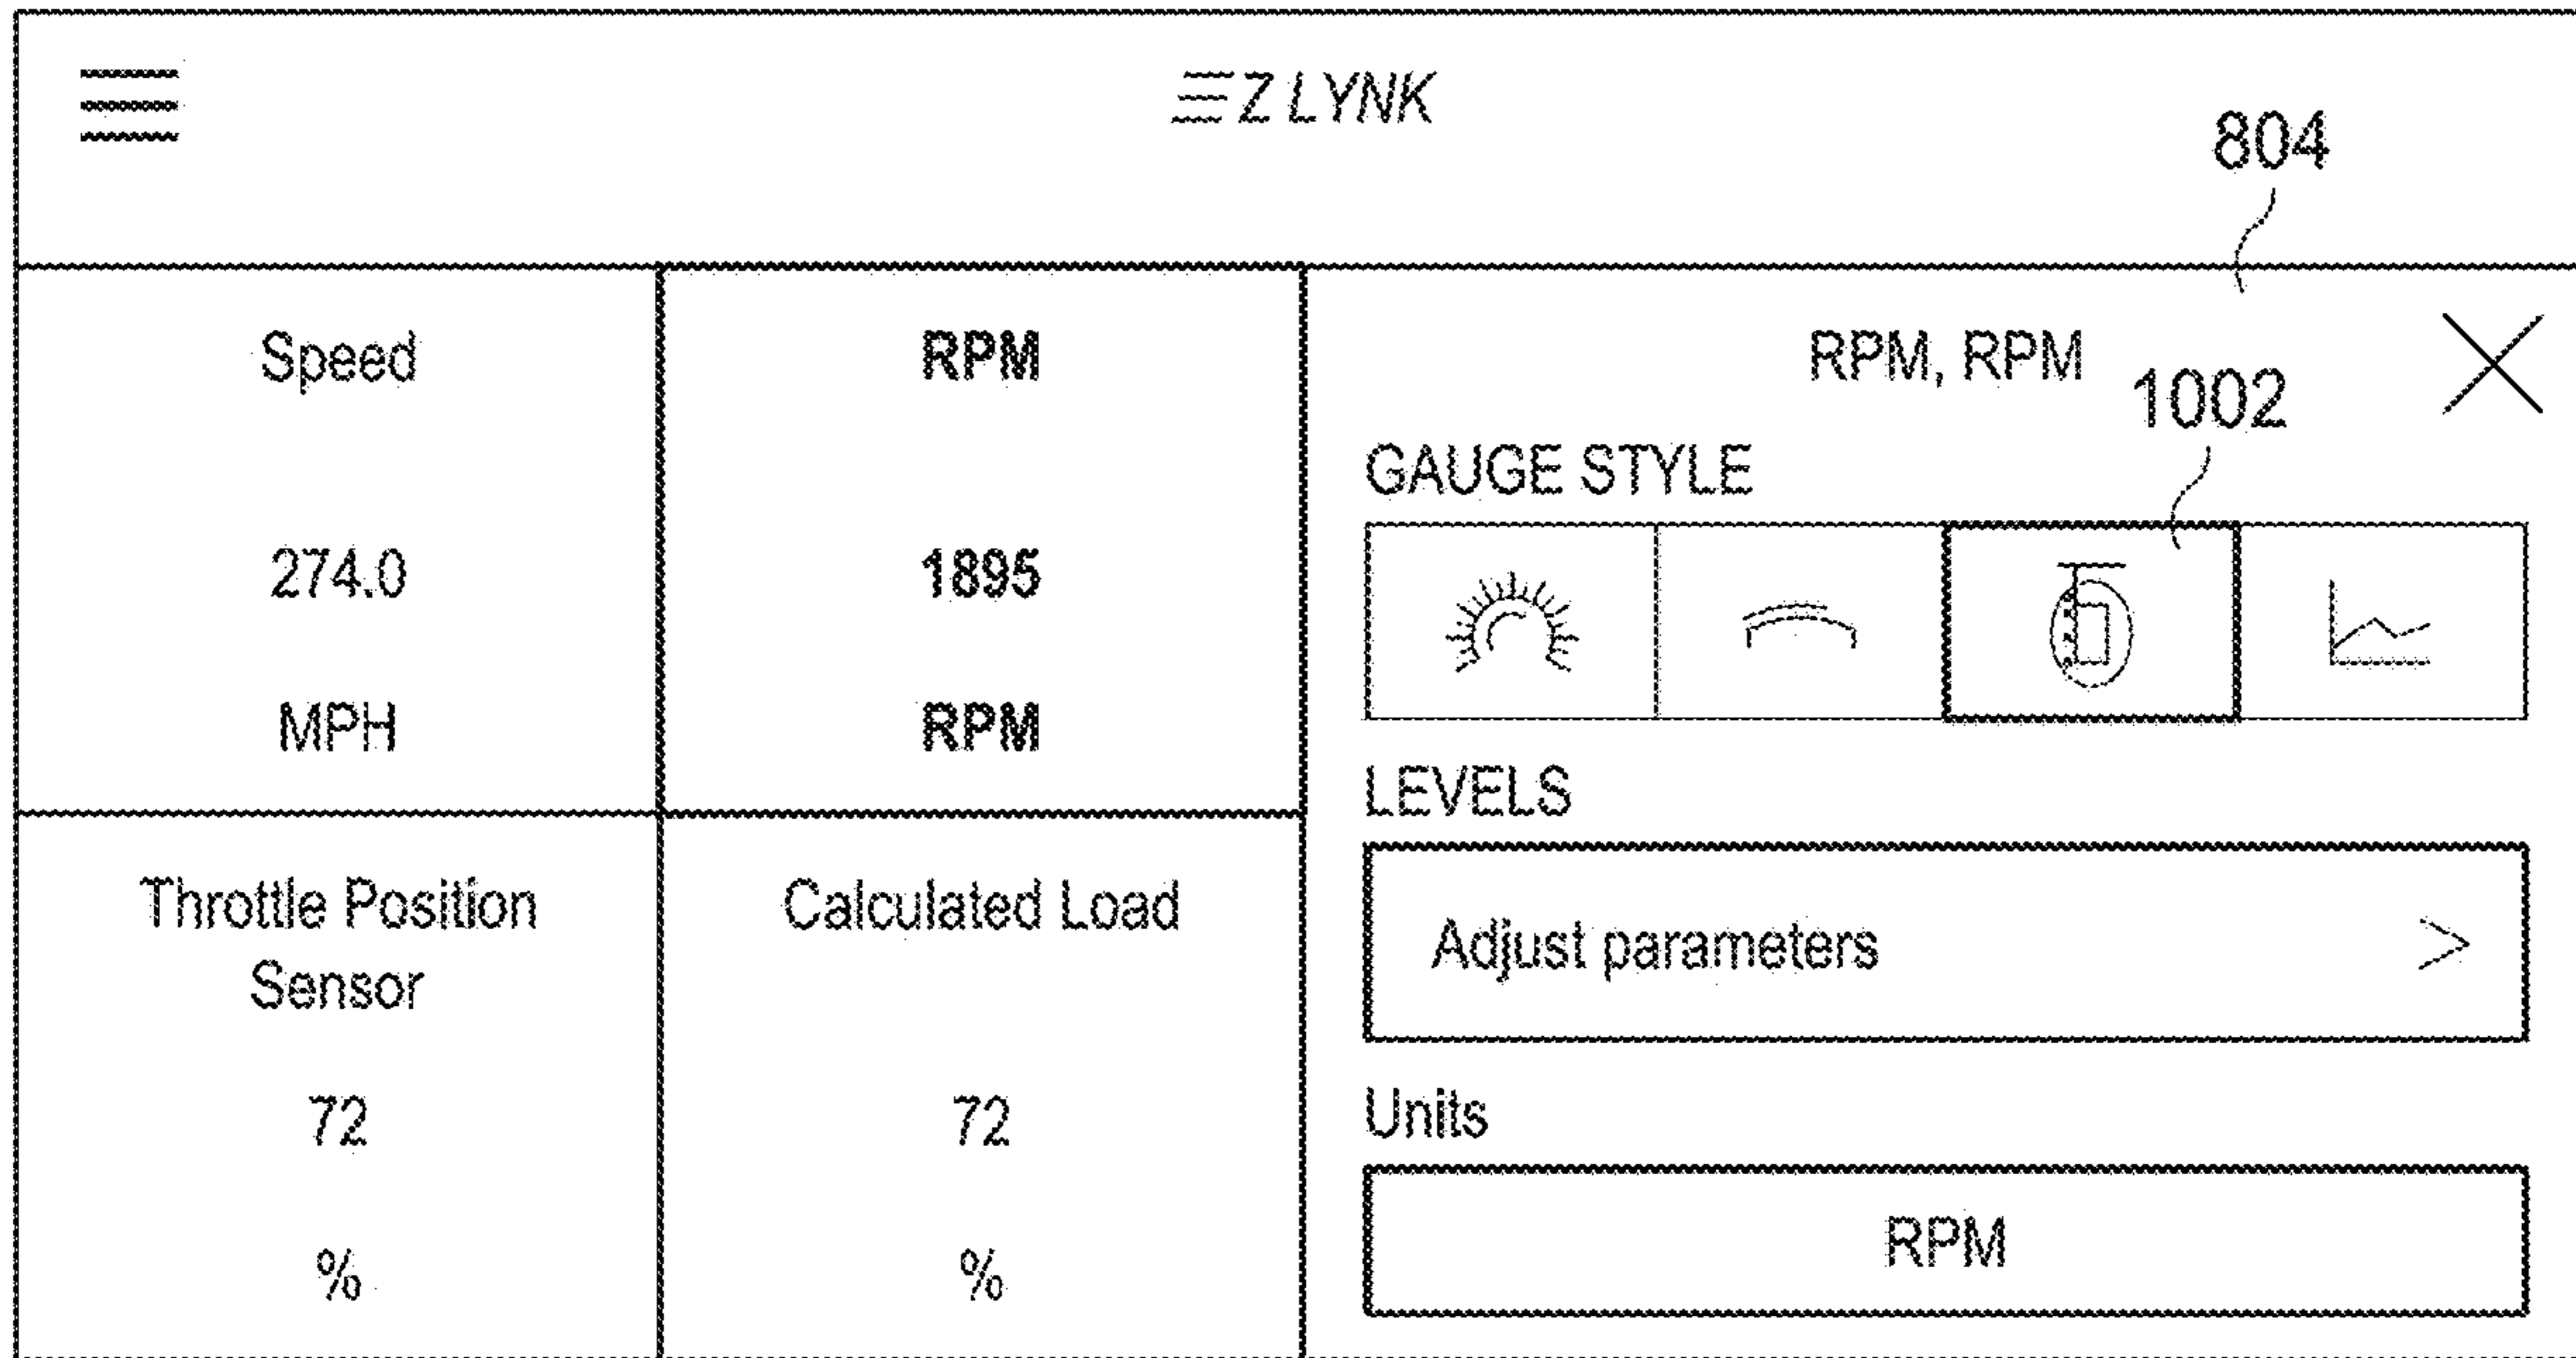 EZ LYNK
804
Speed
274.0
MPH
RPM
1895
RPM
Throttle Position
Sensor
72
%
Calculated Load
72
%
RPM, RPM
1002
GAUGE STYLE
LEVELS
Adjust parameters >
Units
RPM